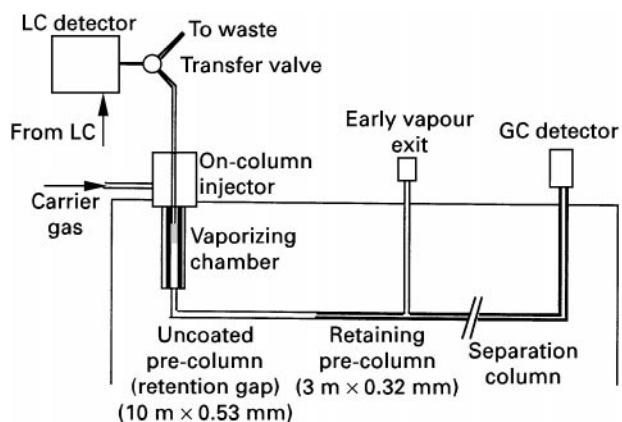 LC detector
To waste
Transfer valve
From LC
Early vapour
exit
GC detector
On-column
injector
Carrier
gas
Vaporizing
chamber
Uncoated
pre-column
(retention gap)
(10 m × 0.53 mm)
Retaining
pre-column
(3 m × 0.32 mm)
Separation
column